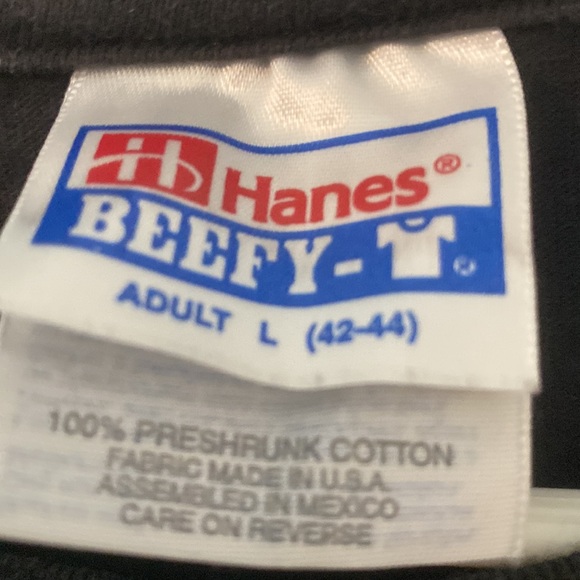 Hanes®
BEEFY-T®
ADULT L (42-44)
100% PRESHRUNK COTTON
FABRIC MADE IN U.S.A.
ASSEMBLED IN MEXICO
CARE ON REVERSE